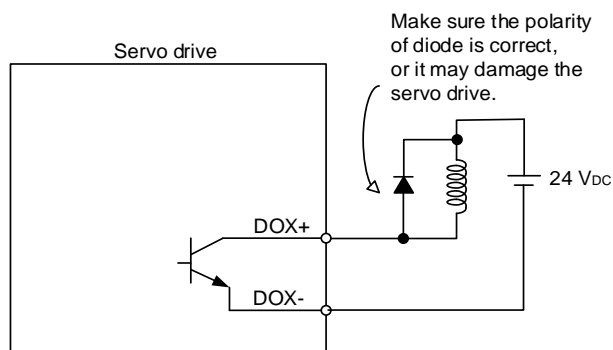 Make sure the polarity
of diode is correct,
or it may damage the
servo drive.
Servo drive
24 VDC
DOX+
DOX-